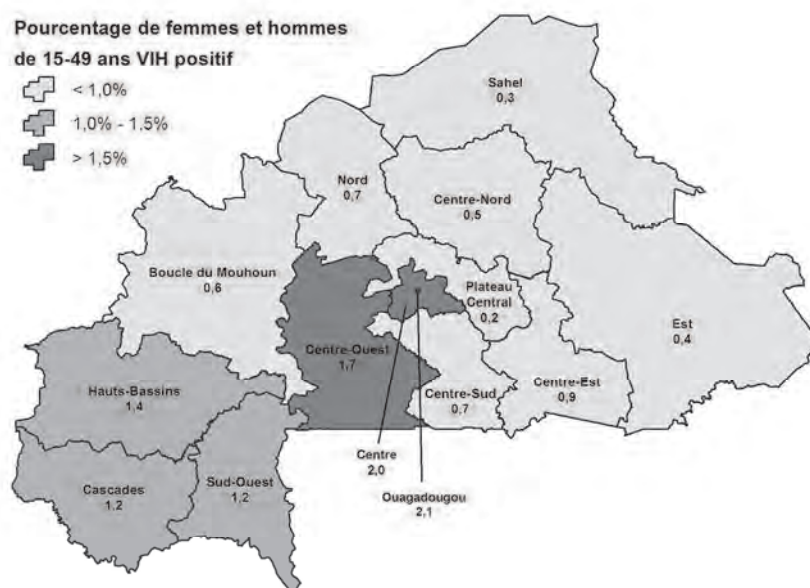 Pourcentage de femmes et hommes
de 15-49 ans VIH positif
< 1,0%
1,0% - 1,5%
> 1,5%
Sahel
0,3
Nord
0,7
Centre-Nord
0,5
Boucle du Mouhoun
0,6
Plateau
Central
0,2
Est
0,4
Centre-Ouest
1,7
Hauts-Bassins
1,4
Centre-Sud
0,7
Centre-Est
0,9
Centre
2,0
Ouagadougou
2,1
Cascades
1,2
Sud-Ouest
1,2